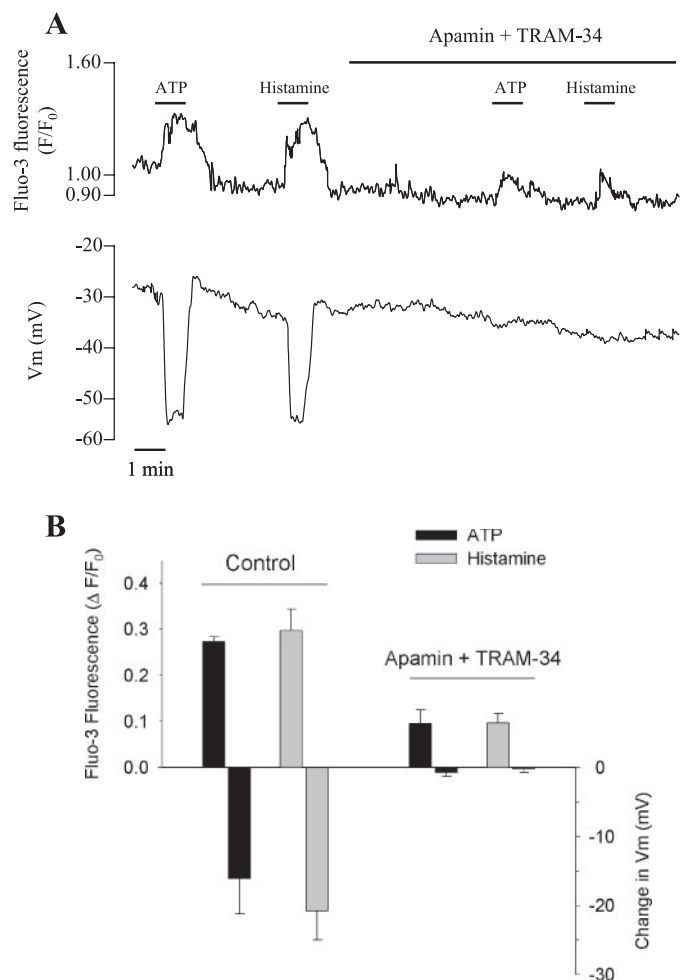 A
Apamin + TRAM-34
ATP
Histamine
ATP
Histamine
Fluo-3 fluorescence
(F/F0)
1.60
1.00
0.90
Vm (mV)
-20
-30
-40
-50
-60
1 min
B
ATP
Histamine
Control
Apamin + TRAM-34
Fluo-3 Fluorescence (Δ F/F0)
0.4
0.3
0.2
0.1
0.0
0
-10
-20
-30
Change in Vm (mV)